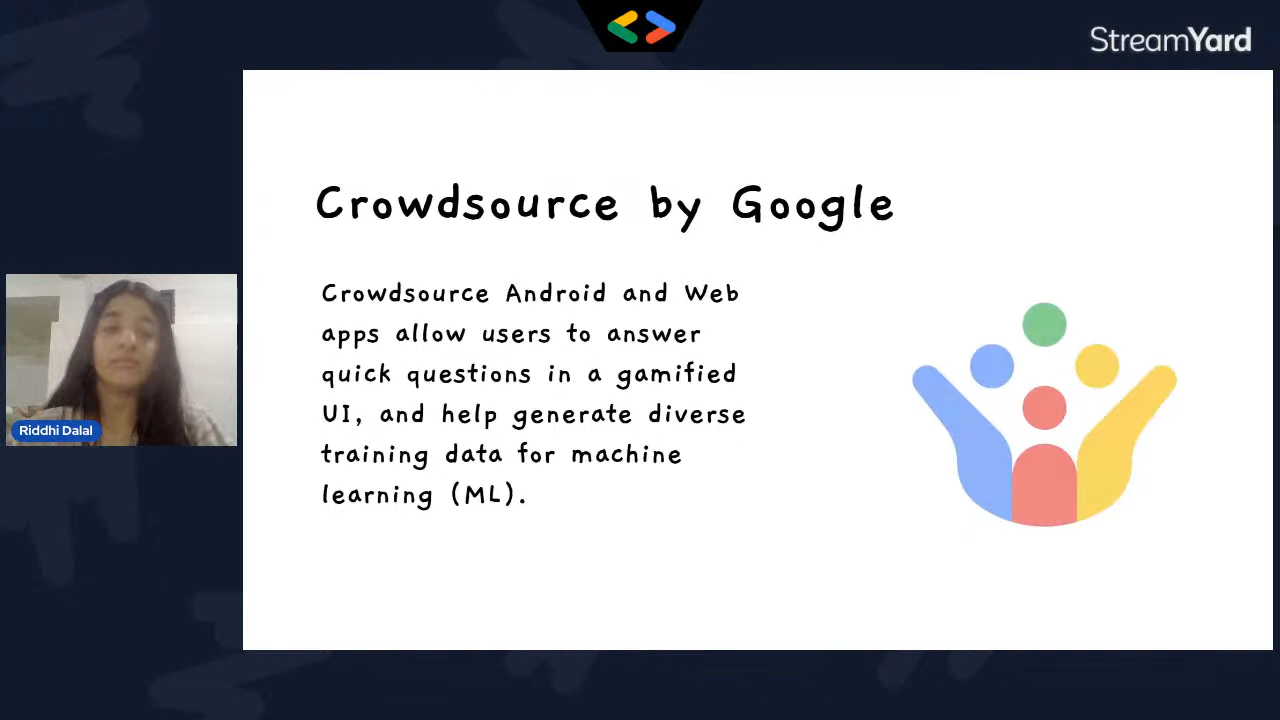 StreamYard
Crowdsource by Google
Crowdsource Android and Web
apps allow users to answer
quick questions in a gamified
UI, and help generate diverse
training data for machine
learning (ML).
Riddhi Dalal